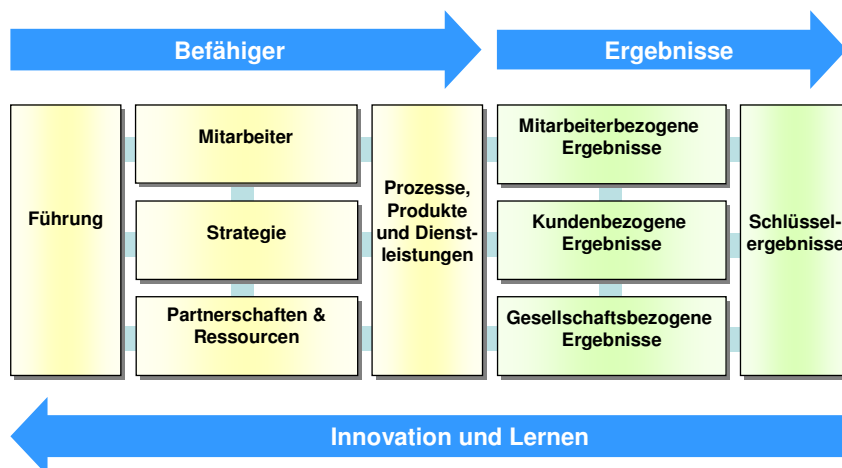 Befähiger
Ergebnisse
Führung
Mitarbeiter
Strategie
Partnerschaften &
Ressourcen
Prozesse,
Produkte
und Dienst-
leistungen
Mitarbeiterbezogene
Ergebnisse
Kundenbezogene
Ergebnisse
Gesellschaftsbezogene
Ergebnisse
Schlüssel-
ergebnisse
Innovation und Lernen